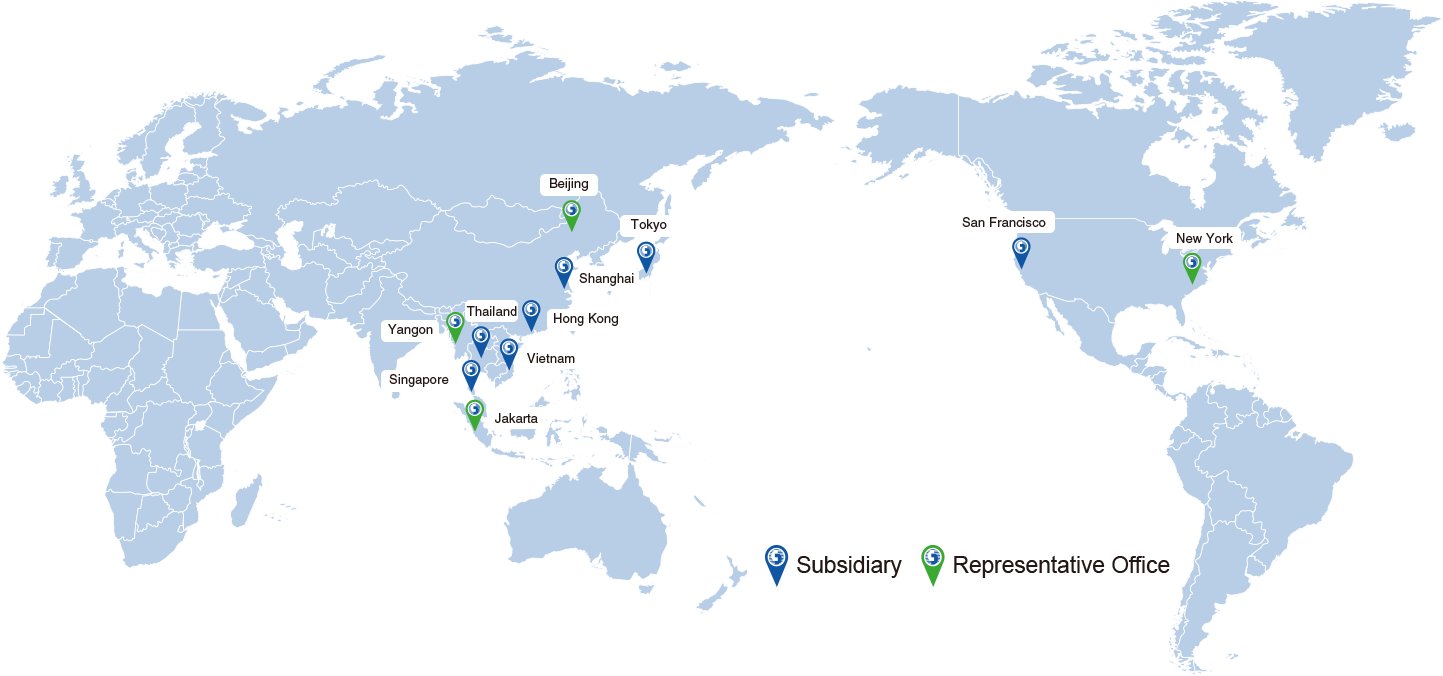 Beijing
Tokyo
San Francisco
New York
Shanghai
Thailand
Hong Kong
Yangon
Vietnam
Singapore
Jakarta
Subsidiary
Representative Office